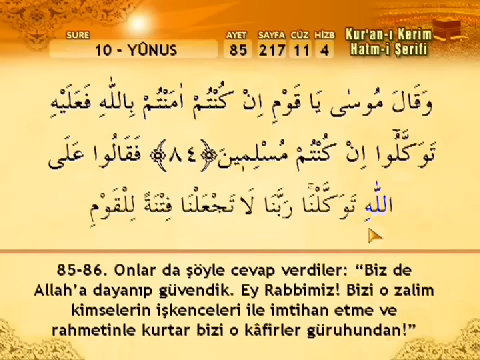 SURE AYET SAYFA CÜZ HİZB
10 - YÛNUS 85 217 11 4
Kur'an-ı Kerim
Hatm-i Şerifi
وَقَالَ مُوسٰى يَا قَوْمِ اِنْ كُنْتُمْ اٰمَنْتُمْ بِاللّٰهِ فَعَلَيْهِ
تَوَكَّلُٓوا اِنْ كُنْتُمْ مُسْلِمٖينَ ﴿٨٤﴾ فَقَالُوا عَلَى
اللّٰهِ تَوَكَّلْنَاۚ رَبَّنَا لَا تَجْعَلْنَا فِتْنَةً لِلْقَوْمِ
85-86. Onlar da şöyle cevap verdiler: “Biz de
Allah’a dayanıp güvendik. Ey Rabbimiz! Bizi o zalim
kimselerin işkenceleri ile imtihan etme ve
rahmetinle kurtar bizi o kâfirler güruhundan!”